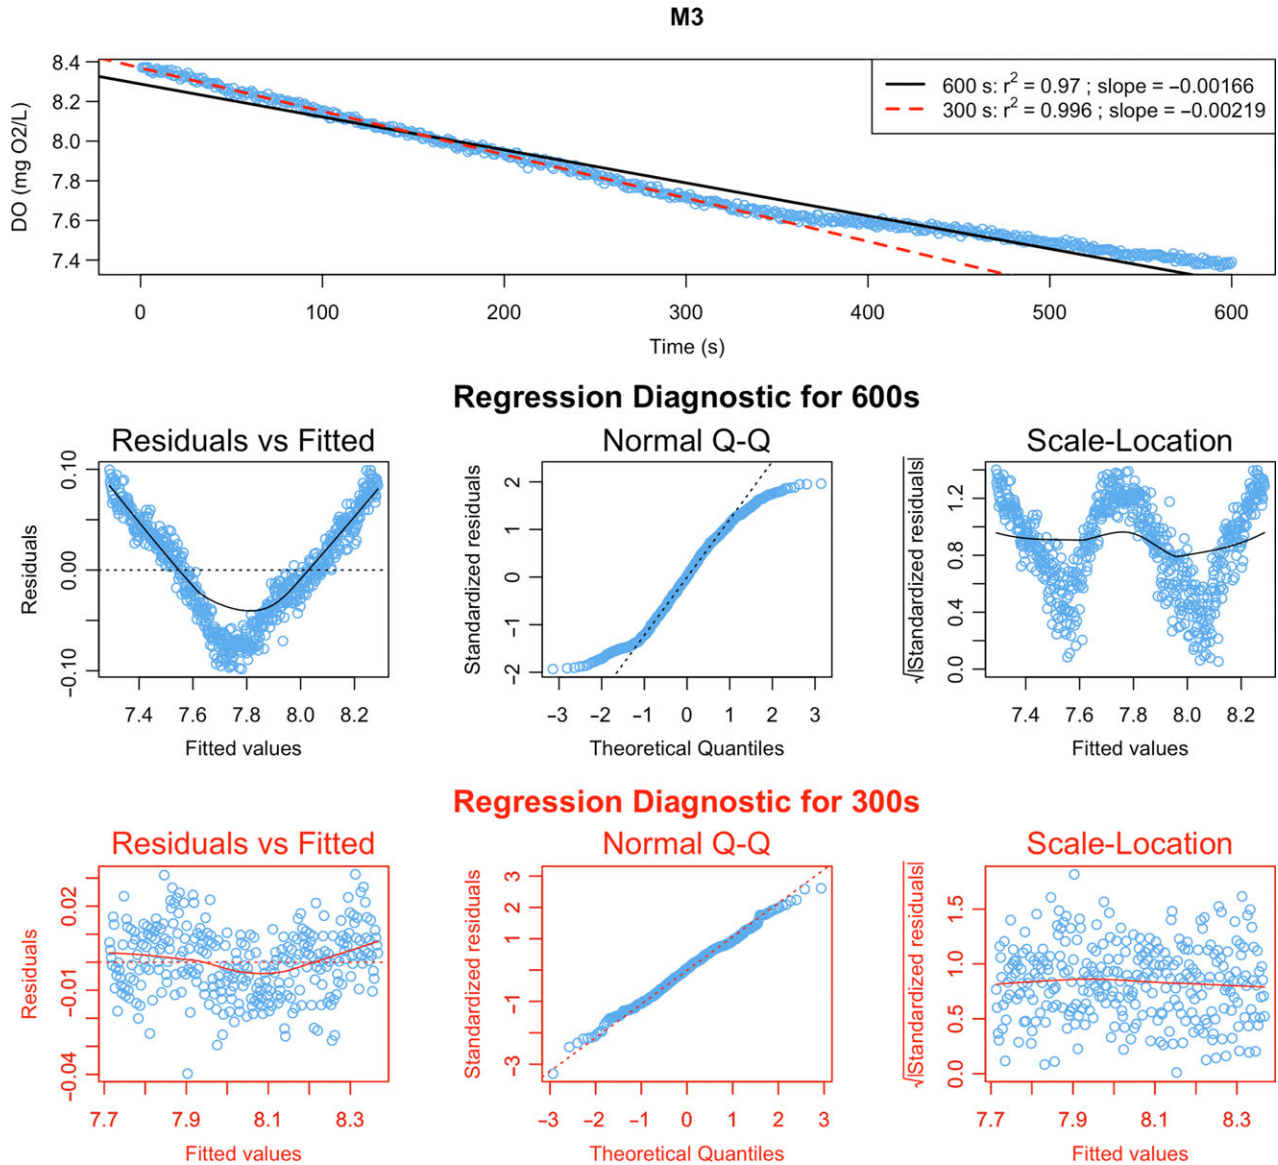 M3
DO (mg O2/L)
8.4
8.2
8.0
7.8
7.6
7.4
600 s: r² = 0.97 ; slope = −0.00166
300 s: r² = 0.996 ; slope = −0.00219
0 100 200 300 400 500 600
Time (s)
Regression Diagnostic for 600s
Residuals vs Fitted
Residuals
0.10
0.00
−0.10
7.4 7.6 7.8 8.0 8.2
Fitted values
Normal Q-Q
Standardized residuals
2
1
0
−1
−2
−3 −2 −1 0 1 2 3
Theoretical Quantiles
Scale-Location
√|Standardized residuals|
1.2
0.8
0.4
0.0
7.4 7.6 7.8 8.0 8.2
Fitted values
Regression Diagnostic for 300s
Residuals vs Fitted
Residuals
0.02
−0.01
−0.04
7.7 7.9 8.1 8.3
Fitted values
Normal Q-Q
Standardized residuals
3
2
1
−1
−3
−3 −2 −1 0 1 2 3
Theoretical Quantiles
Scale-Location
√|Standardized residuals|
1.5
1.0
0.5
0.0
7.7 7.9 8.1 8.3
Fitted values